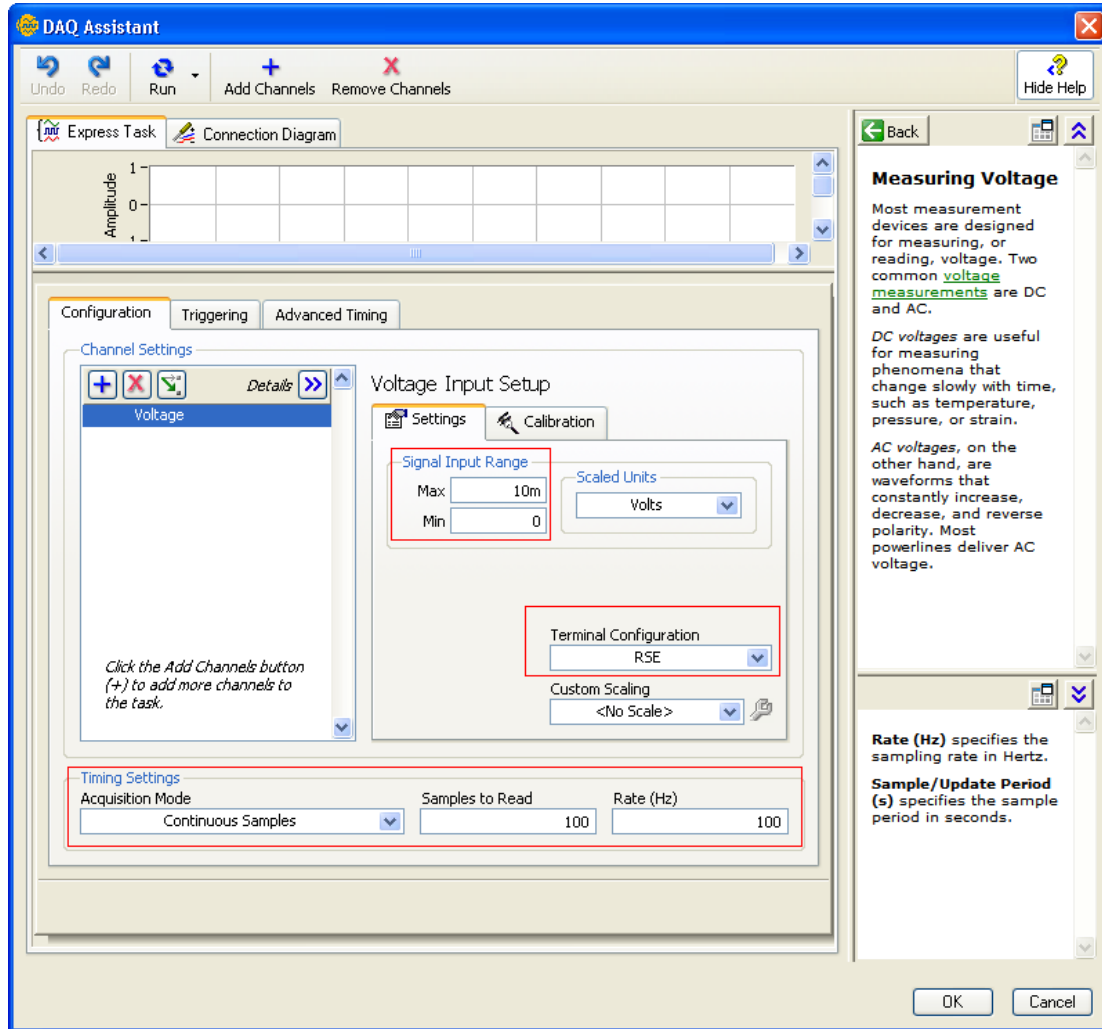 DAQ Assistant
Undo Redo Run Add Channels Remove Channels Hide Help
Express Task Connection Diagram
Amplitude
1
0
Configuration Triggering Advanced Timing
Channel Settings
Details
Voltage
Click the Add Channels button
(+) to add more channels to
the task.
Voltage Input Setup
Settings Calibration
Signal Input Range
Max 10m
Min 0
Scaled Units
Volts
Terminal Configuration
RSE
Custom Scaling
<No Scale>
Timing Settings
Acquisition Mode Samples to Read Rate (Hz)
Continuous Samples 100 100
Back
Measuring Voltage
Most measurement
devices are designed
for measuring, or
reading, voltage. Two
common voltage
measurements are DC
and AC.
DC voltages are useful
for measuring
phenomena that
change slowly with time,
such as temperature,
pressure, or strain.
AC voltages, on the
other hand, are
waveforms that
constantly increase,
decrease, and reverse
polarity. Most
powerlines deliver AC
voltage.
Rate (Hz) specifies the
sampling rate in Hertz.
Sample/Update Period
(s) specifies the sample
period in seconds.
OK Cancel